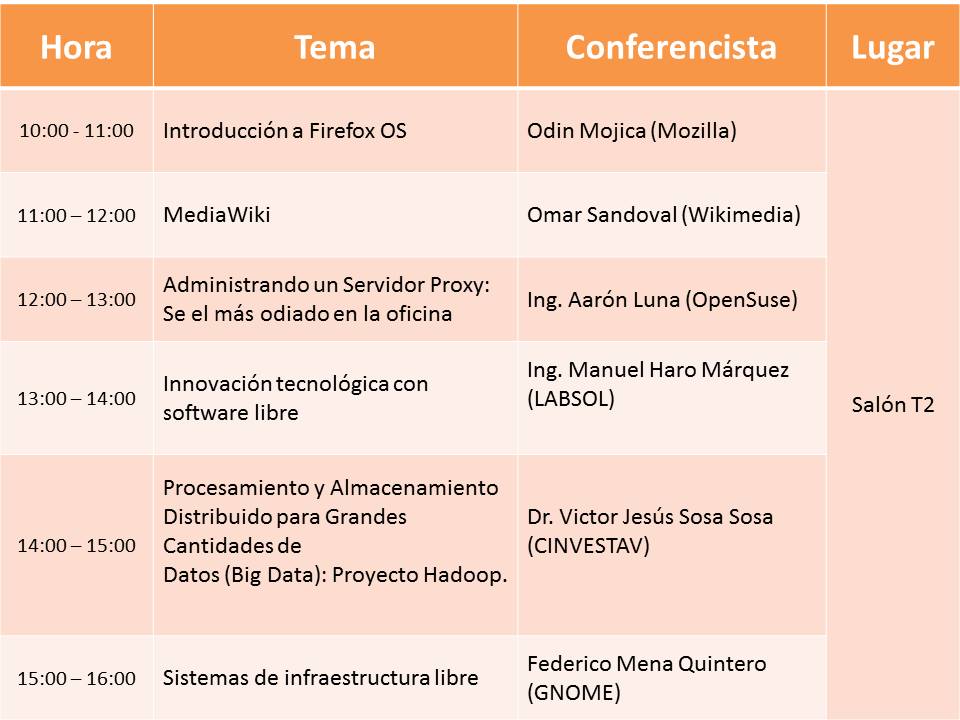 Hora Tema Conferencista Lugar
10:00 - 11:00 Introducción a Firefox OS Odin Mojica (Mozilla)
11:00 – 12:00 MediaWiki Omar Sandoval (Wikimedia)
12:00 – 13:00 Administrando un Servidor Proxy:
Se el más odiado en la oficina Ing. Aarón Luna (OpenSuse)
13:00 – 14:00 Innovación tecnológica con
software libre Ing. Manuel Haro Márquez
(LABSOL)
Salón T2
14:00 – 15:00 Procesamiento y Almacenamiento
Distribuido para Grandes
Cantidades de
Datos (Big Data): Proyecto Hadoop. Dr. Victor Jesús Sosa Sosa
(CINVESTAV)
15:00 – 16:00 Sistemas de infraestructura libre Federico Mena Quintero
(GNOME)